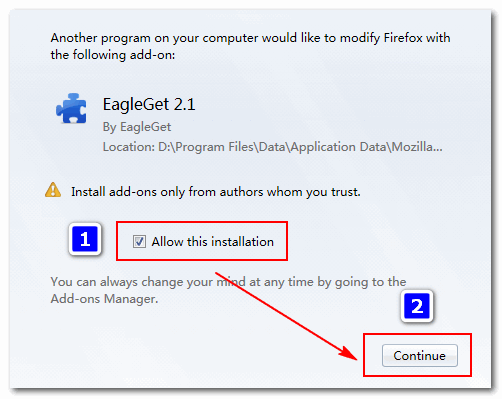 Another program on your computer would like to modify Firefox with
the following add-on:
EagleGet 2.1
By EagleGet
Location: D:\Program Files\Data\Application Data\Mozilla...
Install add-ons only from authors whom you trust.
1
Allow this installation
You can always change your mind at any time by going to the
Add-ons Manager.
2
Continue